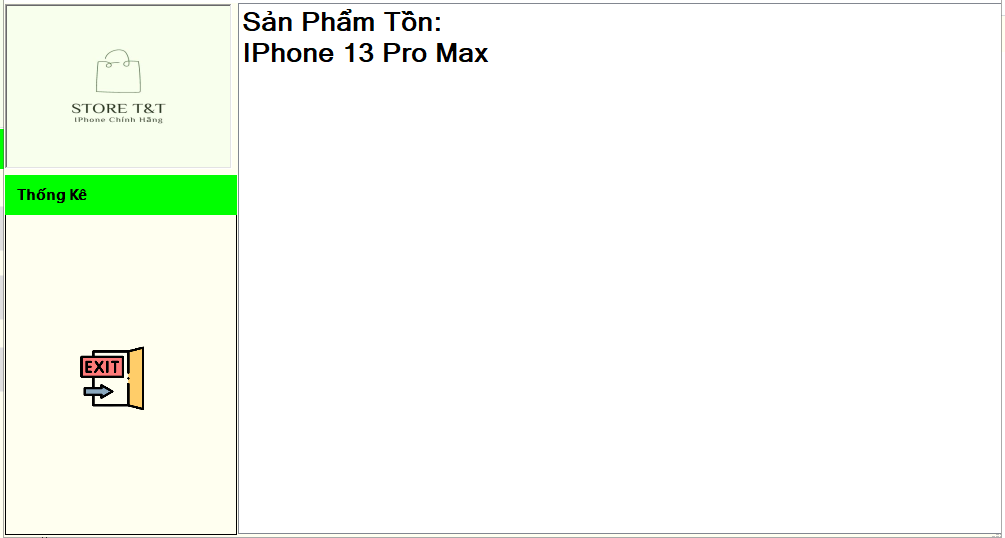 STORE T&T
IPhone Chính Hãng
Thống Kê
EXIT
Sản Phẩm Tồn:
IPhone 13 Pro Max